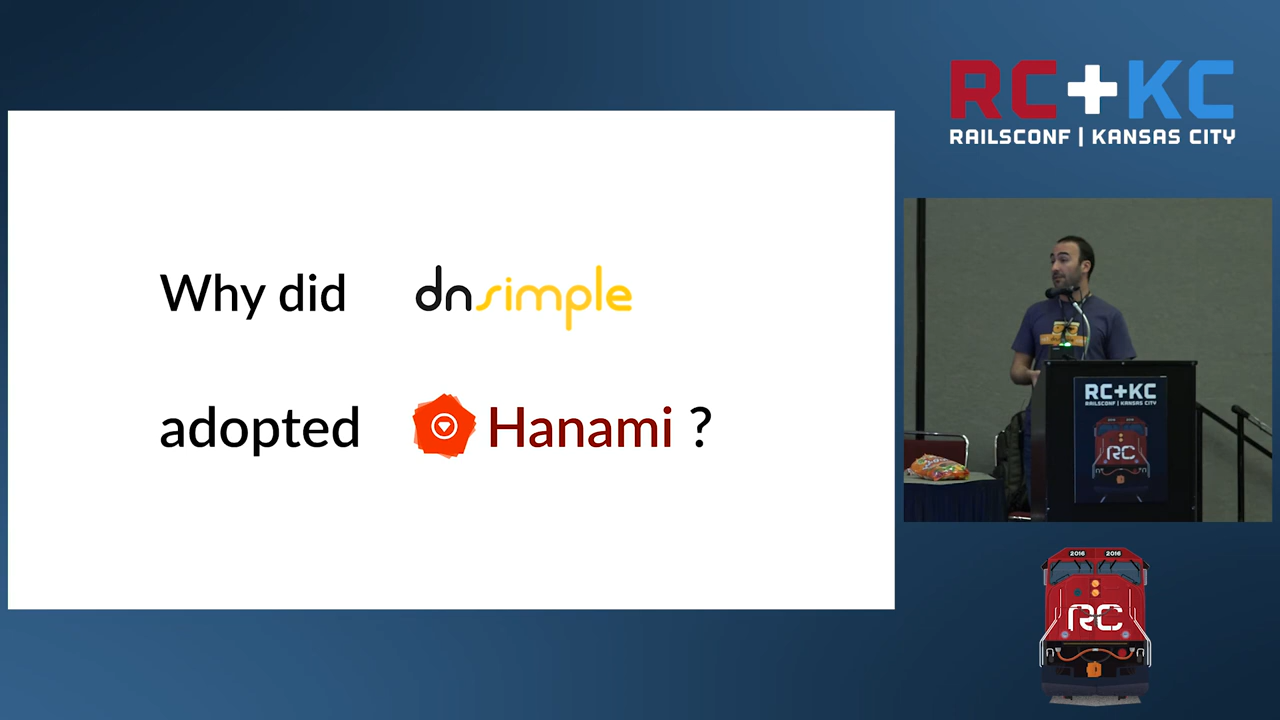 Why did dnsimple
adopted Hanami ?
RC+KC
RAILSCONF | KANSAS CITY
RC+KC
RAILSCONF | KANSAS CITY
RC
2016 2016
RC